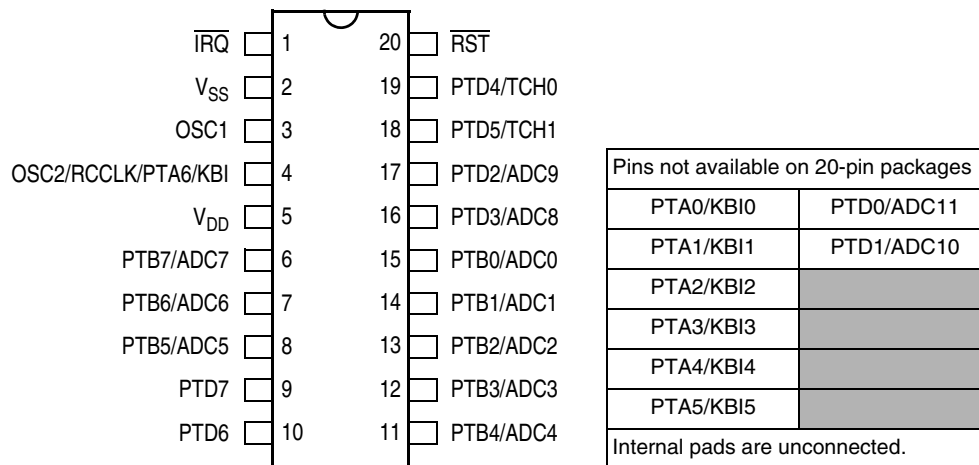 IRQ 1 20 RST
VSS 2 19 PTD4/TCH0
OSC1 3 18 PTD5/TCH1
OSC2/RCCLK/PTA6/KBI 4 17 PTD2/ADC9
VDD 5 16 PTD3/ADC8
PTB7/ADC7 6 15 PTB0/ADC0
PTB6/ADC6 7 14 PTB1/ADC1
PTB5/ADC5 8 13 PTB2/ADC2
PTD7 9 12 PTB3/ADC3
PTD6 10 11 PTB4/ADC4
Pins not available on 20-pin packages
PTA0/KBI0 PTD0/ADC11
PTA1/KBI1 PTD1/ADC10
PTA2/KBI2
PTA3/KBI3
PTA4/KBI4
PTA5/KBI5
Internal pads are unconnected.